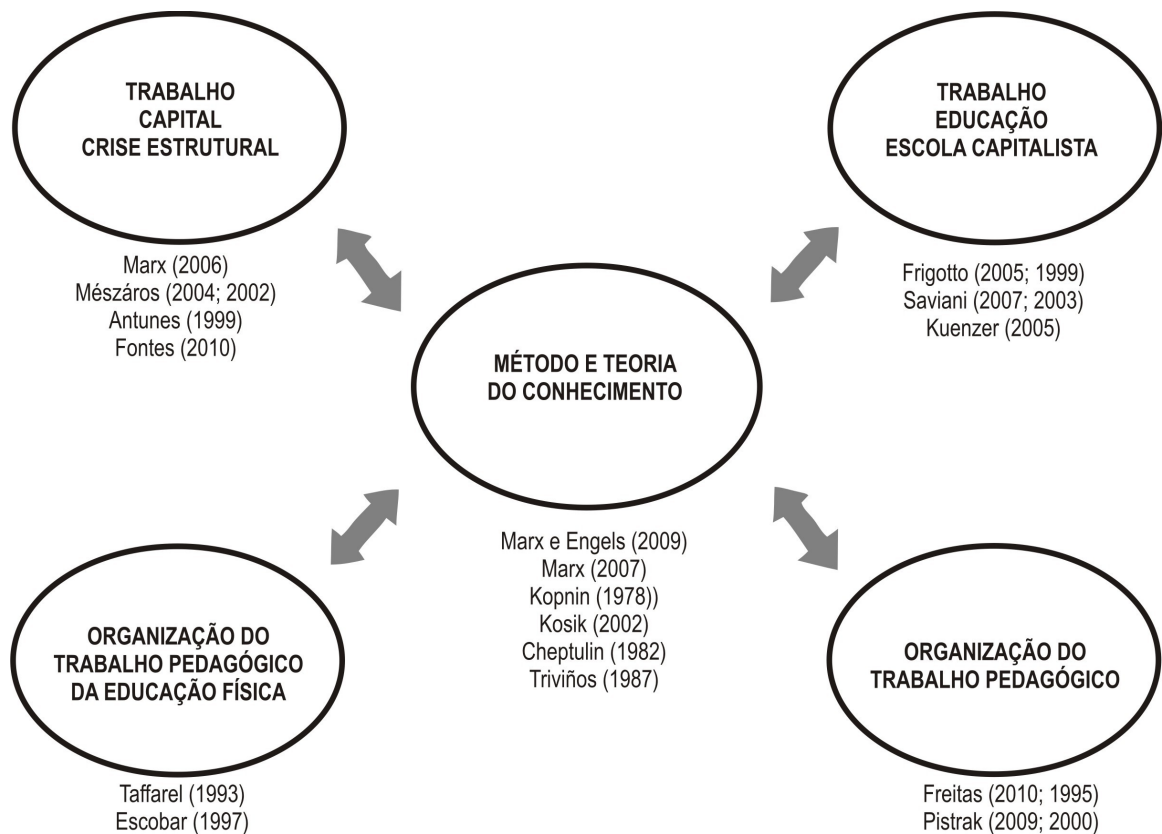 TRABALHO
CAPITAL
CRISE ESTRUTURAL
Marx (2006)
Mészáros (2004; 2002)
Antunes (1999)
Fontes (2010)
TRABALHO
EDUCAÇÃO
ESCOLA CAPITALISTA
Frigotto (2005; 1999)
Saviani (2007; 2003)
Kuenzer (2005)
MÉTODO E TEORIA
DO CONHECIMENTO
Marx e Engels (2009)
Marx (2007)
Kopnin (1978))
Kosik (2002)
Cheptulin (1982)
Triviños (1987)
ORGANIZAÇÃO DO
TRABALHO PEDAGÓGICO
DA EDUCAÇÃO FÍSICA
Taffarel (1993)
Escobar (1997)
ORGANIZAÇÃO DO
TRABALHO PEDAGÓGICO
Freitas (2010; 1995)
Pistrak (2009; 2000)